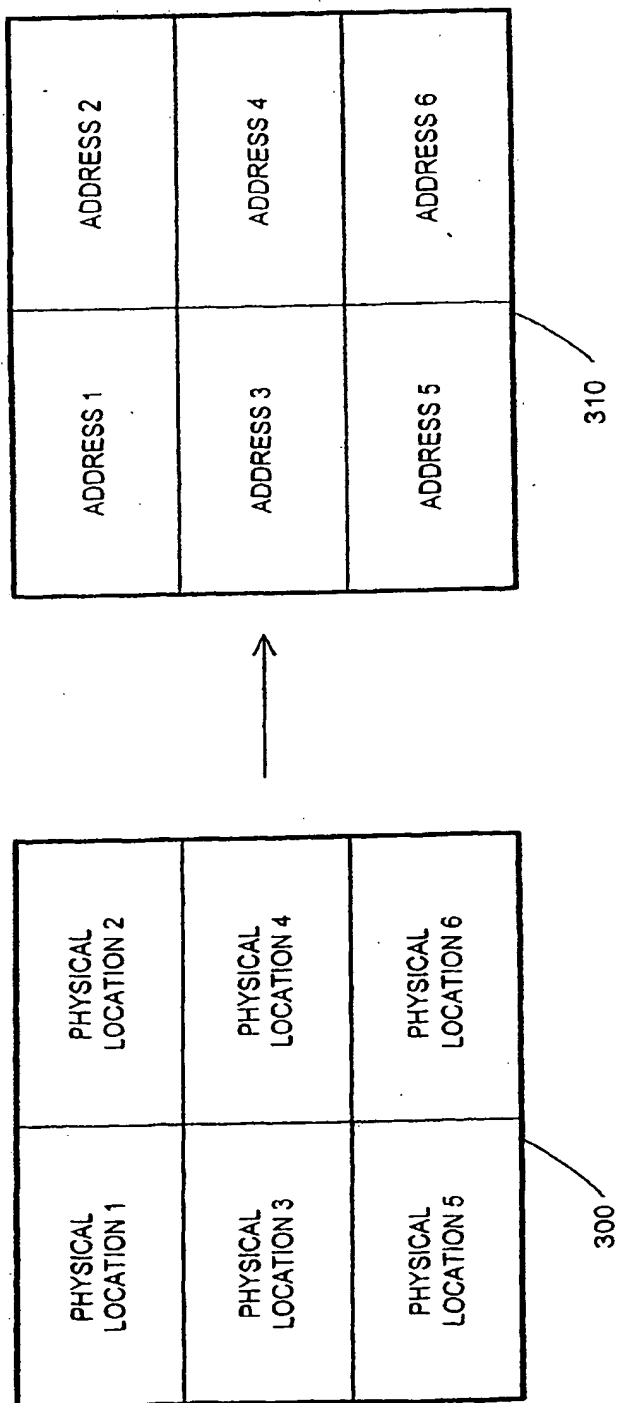 PHYSICAL
LOCATION 1
PHYSICAL
LOCATION 2
PHYSICAL
LOCATION 3
PHYSICAL
LOCATION 4
PHYSICAL
LOCATION 5
PHYSICAL
LOCATION 6
300
ADDRESS 1
ADDRESS 2
ADDRESS 3
ADDRESS 4
ADDRESS 5
ADDRESS 6
310